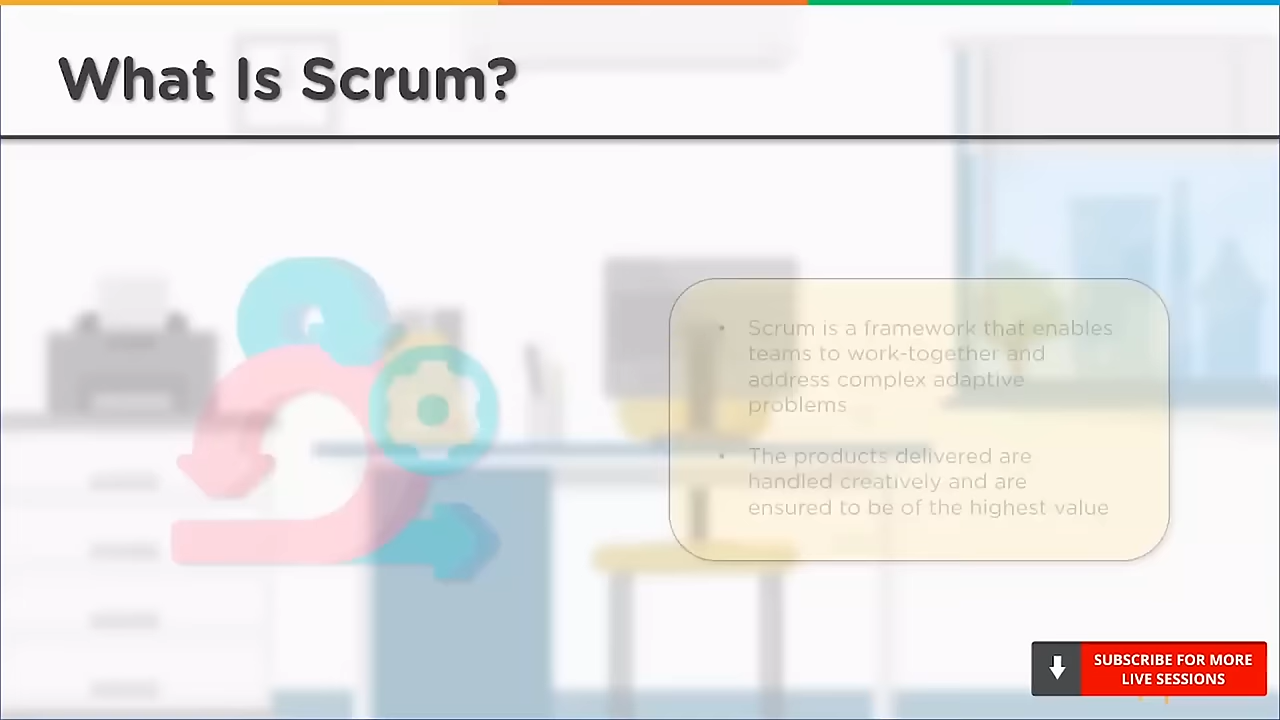 What Is Scrum?
• Scrum is a framework that enables
teams to work-together and
address complex adaptive
problems
• The products delivered are
handled creatively and are
ensured to be of the highest value
SUBSCRIBE FOR MORE
LIVE SESSIONS